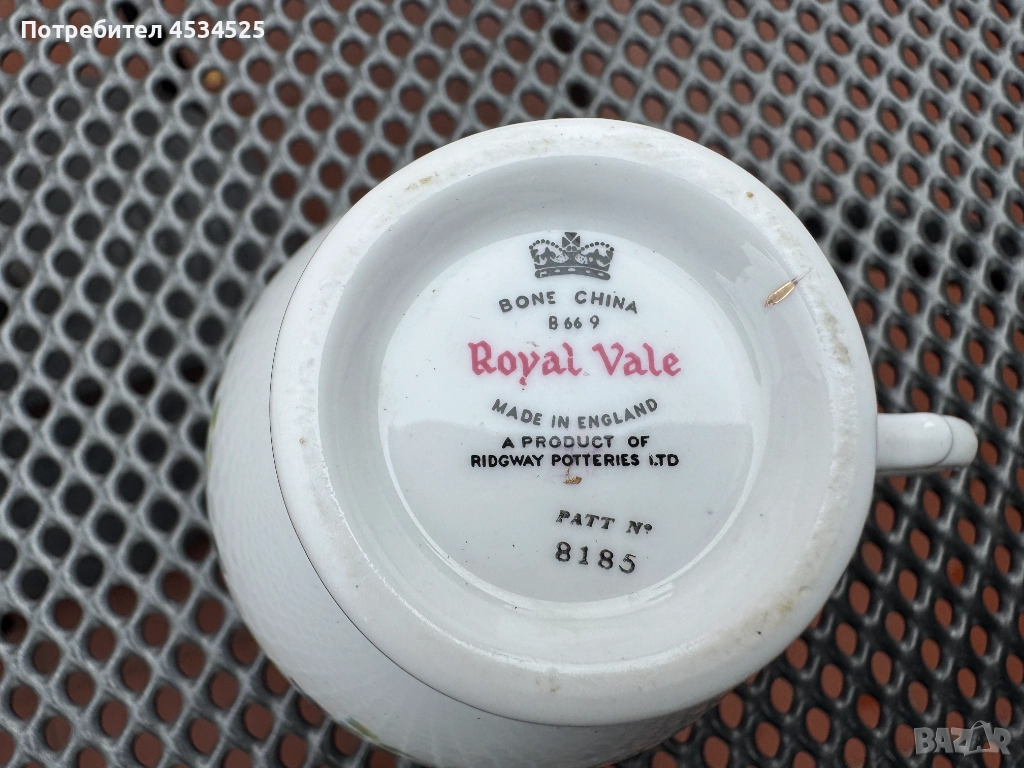 Потребител 4534525
BONE CHINA
B 66 9
Royal Vale
MADE IN ENGLAND
A PRODUCT OF
RIDGWAY POTTERIES LTD
PATT Nº
8185
BAZAR